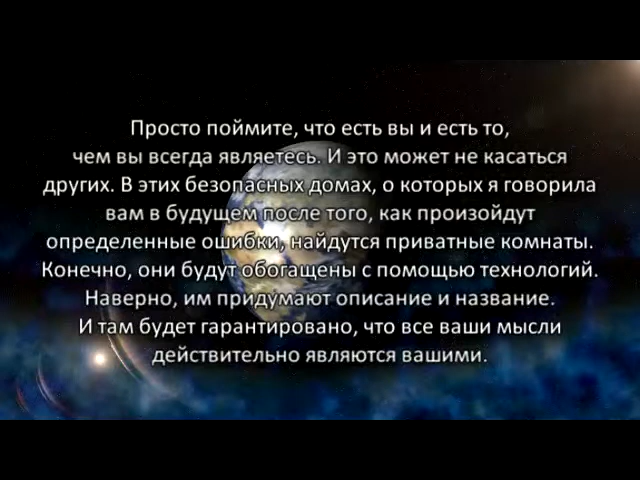 Просто поймите, что есть вы и есть то,
чем вы всегда являетесь. И это может не касаться
других. В этих безопасных домах, о которых я говорила
вам в будущем после того, как произойдут
определенные ошибки, найдутся приватные комнаты.
Конечно, они будут обогащены с помощью технологий.
Наверно, им придумают описание и название.
И там будет гарантировано, что все ваши мысли
действительно являются вашими.